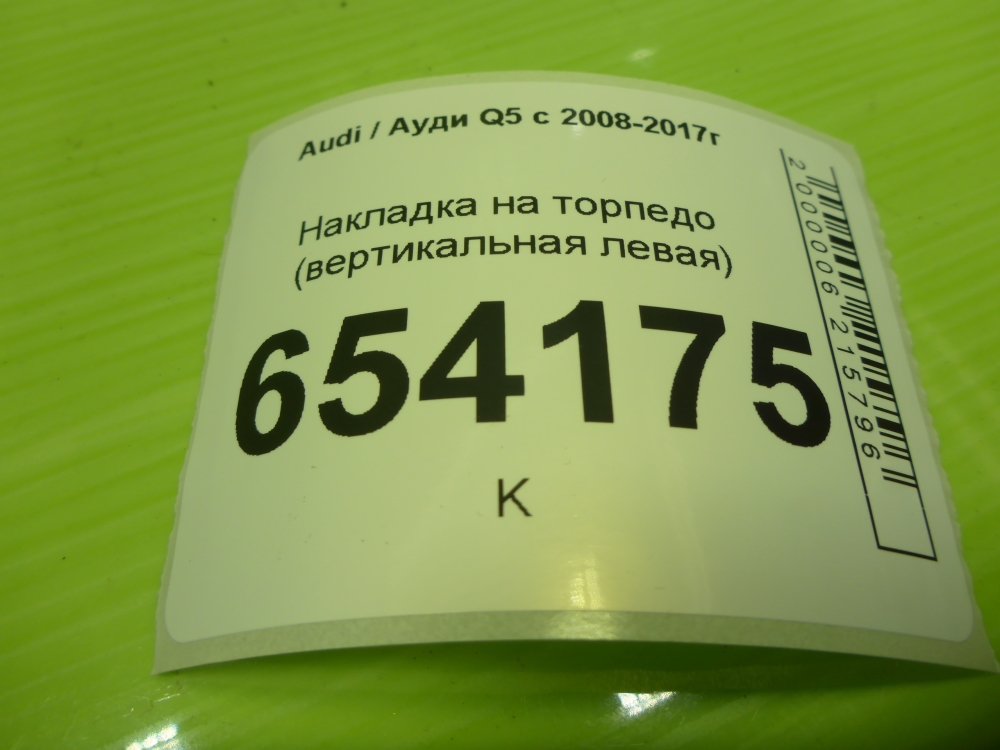 Audi / Ауди Q5 с 2008-2017г
Накладка на торпедо
(вертикальная левая)
654175
К
2000006215796